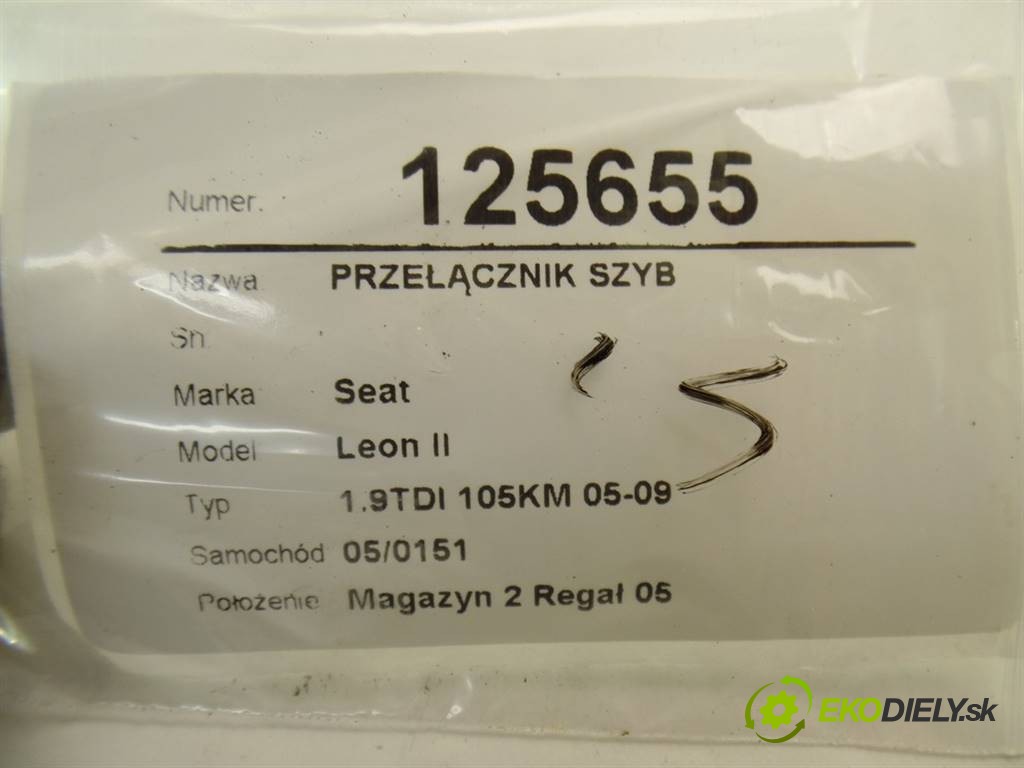 Numer. 125655
Nazwa PRZEŁĄCZNIK SZYB
Sn
Marka Seat
Model Leon II
Typ 1.9TDI 105KM 05-09
Samochód 05/0151
Położenie Magazyn 2 Regał 05
EKODIELY.sk